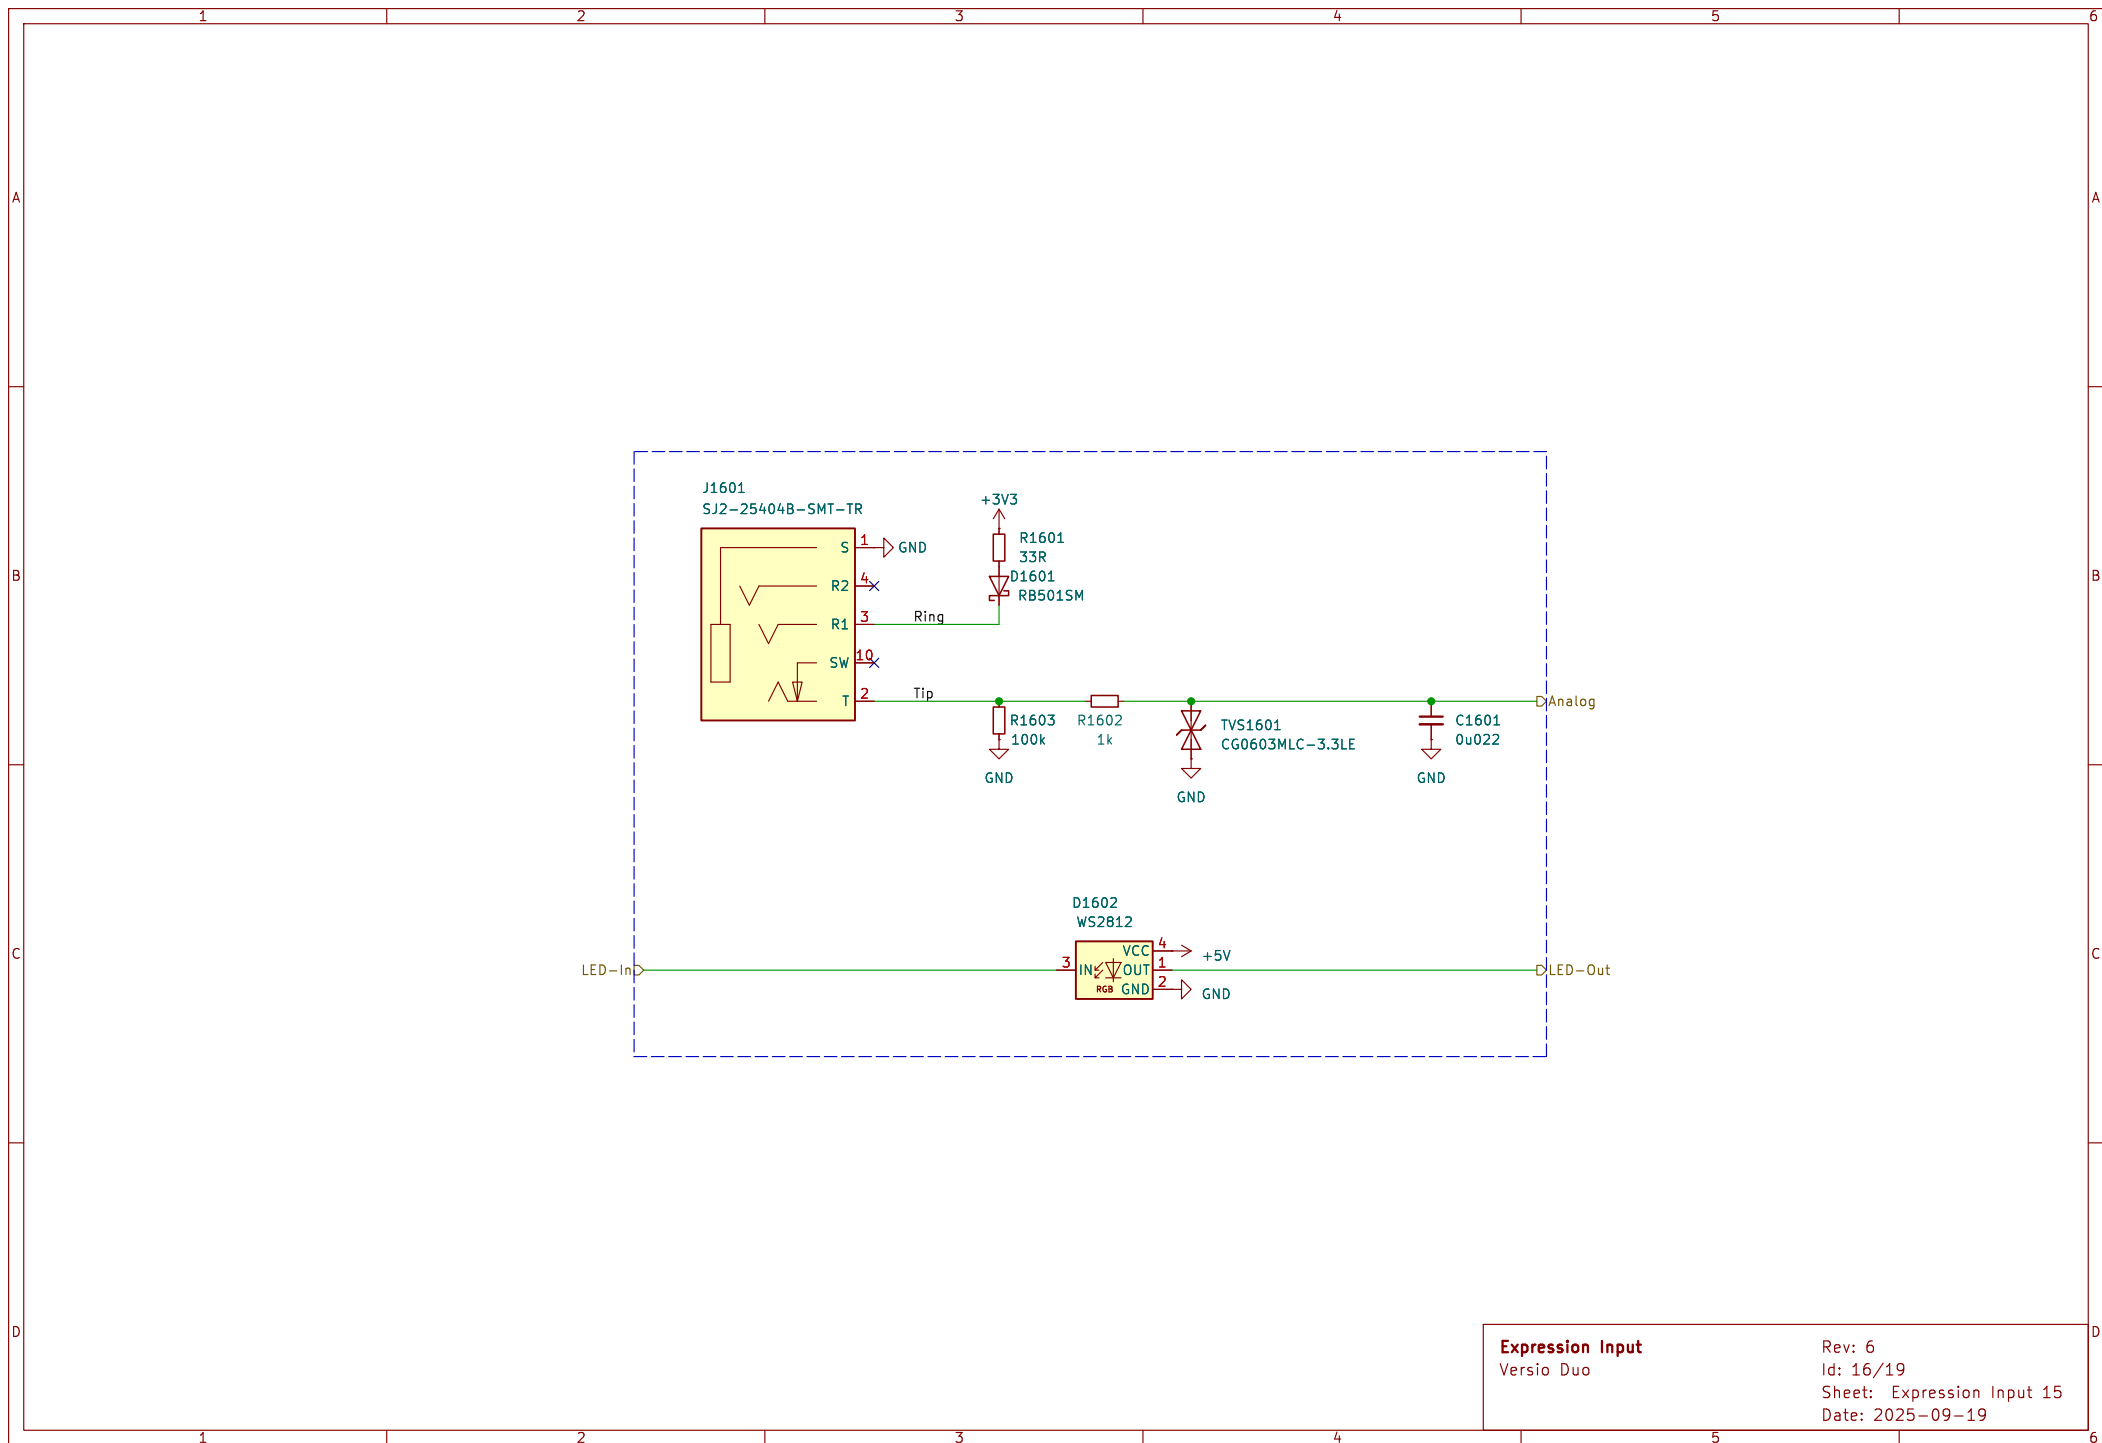 1 2 3 4 5 6
A A
B B
C C
D D
J1601
SJ2-25404B-SMT-TR
S 1 GND
R2 4
R1 3 Ring
SW 10
T 2 Tip
+3V3
R1601
33R
D1601
RB501SM
R1603
100k
GND
R1602
1k
TVS1601
CG0603MLC-3.3LE
GND
C1601
0u022
GND
Analog
D1602
WS2812
VCC 4 +5V
LED-In 3 IN OUT 1 LED-Out
RGB GND 2 GND
Expression Input
Versio Duo
Rev: 6
Id: 16/19
Sheet: Expression Input 15
Date: 2025-09-19
1 2 3 4 5 6